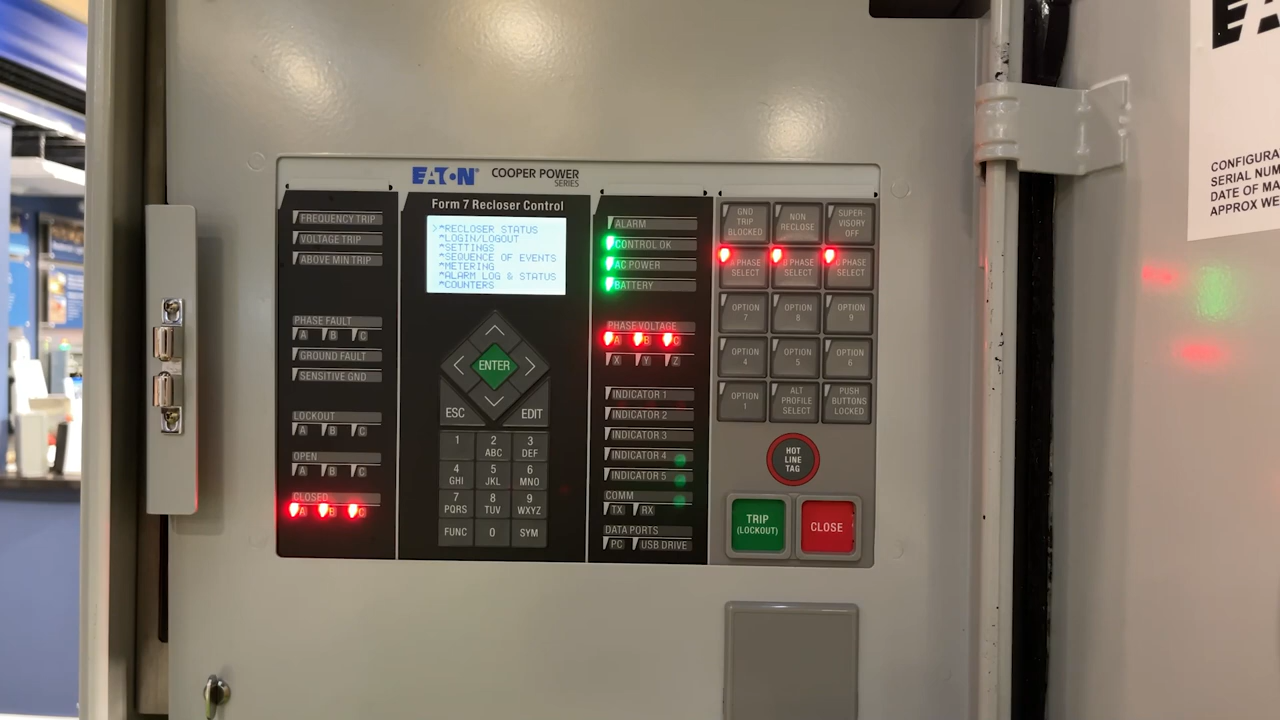 EATON COOPER POWER
SERIES
FREQUENCY TRIP
VOLTAGE TRIP
ABOVE MIN TRIP
PHASE FAULT
A B C
GROUND FAULT
SENSITIVE GND
LOCKOUT
A B C
OPEN
A B C
CLOSED
A B C
Form 7 Recloser Control
>^RECLOSER STATUS
^LOGIN/LOGOUT
^SETTINGS
^SEQUENCE OF EVENTS
^METERING
^ALARM LOG & STATUS
^COUNTERS
ENTER
ESC
EDIT
1 2 3
ABC DEF
4 5 6
GHI JKL MNO
7 8 9
PQRS TUV WXYZ
FUNC 0 SYM
ALARM
CONTROL OK
AC POWER
BATTERY
PHASE VOLTAGE
A B C
X Y Z
INDICATOR 1
INDICATOR 2
INDICATOR 3
INDICATOR 4
INDICATOR 5
COMM
TX RX
DATA PORTS
PC USB DRIVE
GND TRIP BLOCKED
NON RECLOSE
SUPER-VISORY OFF
A PHASE SELECT
B PHASE SELECT
C PHASE SELECT
OPTION 7
OPTION 8
OPTION 9
OPTION 4
OPTION 5
OPTION 6
OPTION 1
ALT PROFILE SELECT
PUSH BUTTONS LOCKED
HOT
LINE
TAG
TRIP
(LOCKOUT)
CLOSE
CONFIGURA
SERIAL NUM
DATE OF MA
APPROX WE